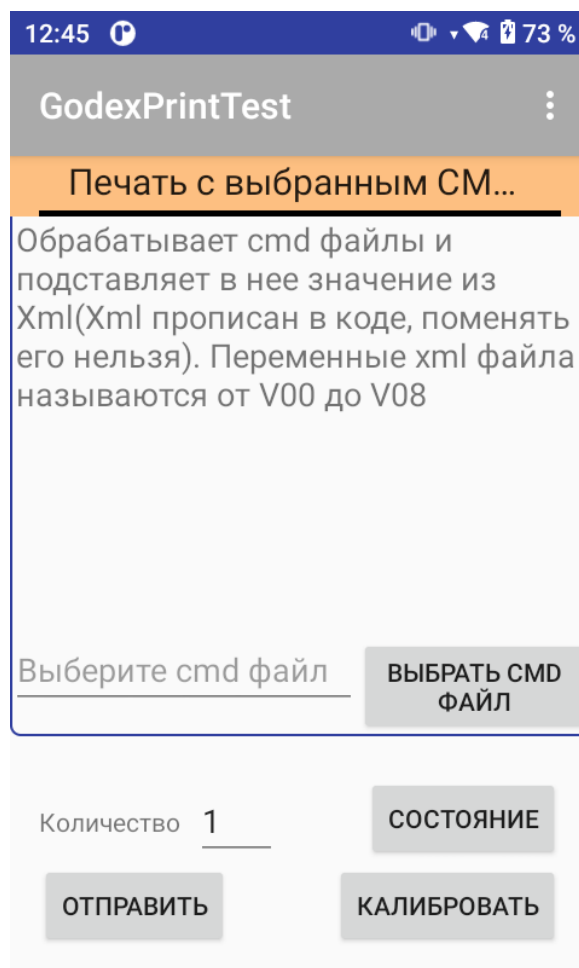 12:45 73 %
GodexPrintTest
Печать с выбранным СМ...
Обрабатывает cmd файлы и
подставляет в нее значение из
Xml(Xml прописан в коде, поменять
его нельзя). Переменные xml файла
называются от V00 до V08
Выберите cmd файл
ВЫБРАТЬ CMD
ФАЙЛ
Количество 1
СОСТОЯНИЕ
ОТПРАВИТЬ
КАЛИБРОВАТЬ